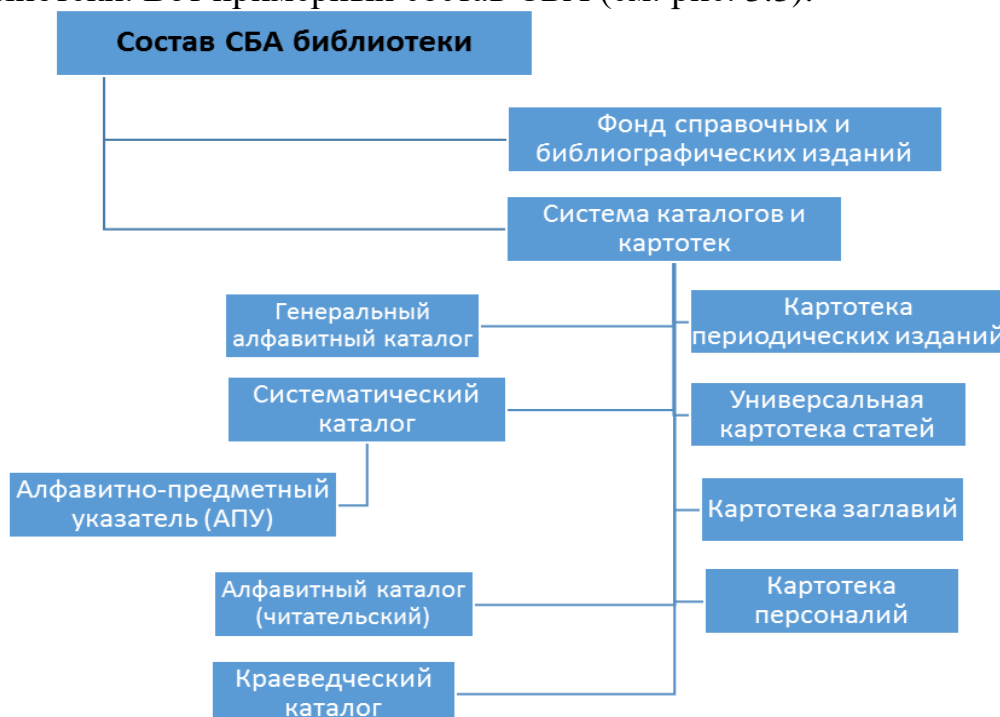 Состав СБА библиотеки
Фонд справочных и
библиографических изданий
Система каталогов и
картотек
Генеральный
алфавитный каталог
Картотека
периодических изданий
Систематический
каталог
Универсальная
картотека статей
Алфавитно-предметный
указатель (АПУ)
Картотека заглавий
Алфавитный каталог
(читательский)
Картотека
персоналий
Краеведческий
каталог